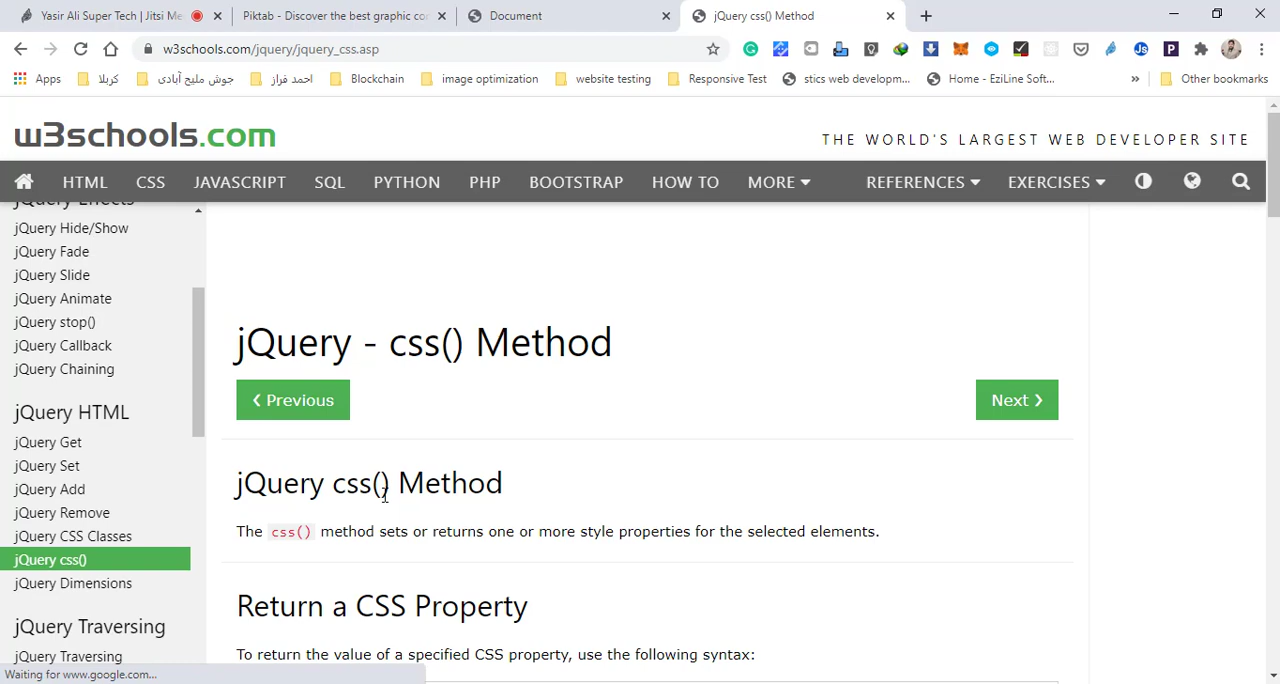 Yasir Ali Super Tech | Jitsi Me
Piktab - Discover the best graphic co
Document
jQuery css() Method
w3schools.com/jquery/jquery_css.asp
Apps
کربلا
جوش ملیح آبادی
احمد فراز
Blockchain
image optimization
website testing
Responsive Test
stics web developm...
Home - EziLine Soft...
»
Other bookmarks
w3schools.com
THE WORLD'S LARGEST WEB DEVELOPER SITE
HTML CSS JAVASCRIPT SQL PYTHON PHP BOOTSTRAP HOW TO MORE REFERENCES EXERCISES
jQuery Effects
jQuery Hide/Show
jQuery Fade
jQuery Slide
jQuery Animate
jQuery stop()
jQuery Callback
jQuery Chaining
jQuery HTML
jQuery Get
jQuery Set
jQuery Add
jQuery Remove
jQuery CSS Classes
jQuery css()
jQuery Dimensions
jQuery Traversing
jQuery Traversing
jQuery - css() Method
❮ Previous
Next ❯
jQuery css() Method
The css() method sets or returns one or more style properties for the selected elements.
Return a CSS Property
To return the value of a specified CSS property, use the following syntax:
Waiting for www.google.com...